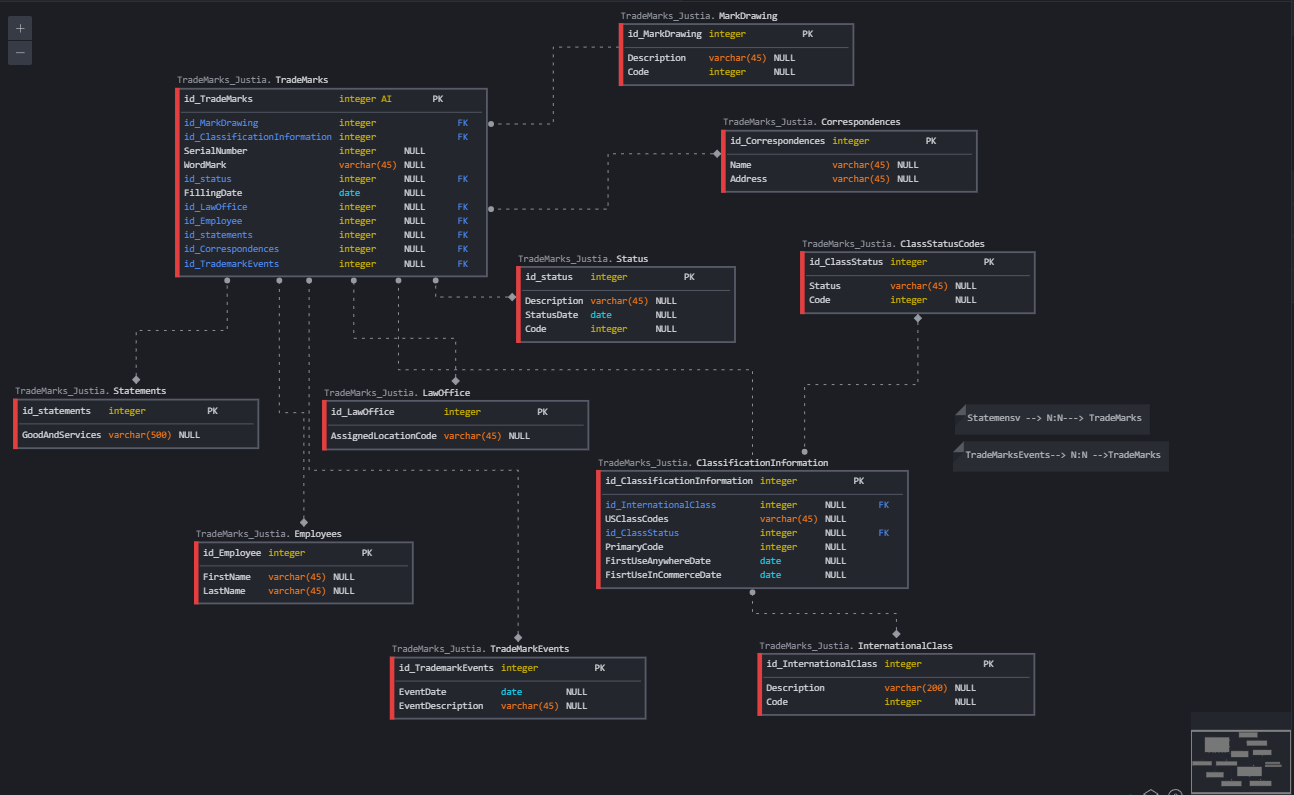 TradeMarks_Justia. MarkDrawing
id_MarkDrawing integer PK
Description varchar(45) NULL
Code integer NULL
TradeMarks_Justia. TradeMarks
id_TradeMarks integer AI PK
id_MarkDrawing integer FK
id_ClassificationInformation integer FK
SerialNumber integer NULL
WordMark varchar(45) NULL
id_status integer NULL FK
FillingDate date NULL
id_LawOffice integer NULL FK
id_Employee integer NULL FK
id_statements integer NULL FK
id_Correspondences integer NULL FK
id_TrademarkEvents integer NULL FK
TradeMarks_Justia. Correspondences
id_Correspondences integer PK
Name varchar(45) NULL
Address varchar(45) NULL
TradeMarks_Justia. Status
id_status integer PK
Description varchar(45) NULL
StatusDate date NULL
Code integer NULL
TradeMarks_Justia. ClassStatusCodes
id_ClassStatus integer PK
Status varchar(45) NULL
Code integer NULL
TradeMarks_Justia. Statements
id_statements integer PK
GoodAndServices varchar(500) NULL
TradeMarks_Justia. LawOffice
id_LawOffice integer PK
AssignedLocationCode varchar(45) NULL
Statemensv --> N:N---> TradeMarks
TradeMarksEvents--> N:N -->TradeMarks
TradeMarks_Justia. ClassificationInformation
id_ClassificationInformation integer PK
id_InternationalClass integer NULL FK
USClassCodes varchar(45) NULL
id_ClassStatus integer NULL FK
PrimaryCode integer NULL
FirstUseAnywhereDate date NULL
FisrtUseInCommerceDate date NULL
TradeMarks_Justia. Employees
id_Employee integer PK
FirstName varchar(45) NULL
LastName varchar(45) NULL
TradeMarks_Justia. TradeMarkEvents
id_TrademarkEvents integer PK
EventDate date NULL
EventDescription varchar(45) NULL
TradeMarks_Justia. InternationalClass
id_InternationalClass integer PK
Description varchar(200) NULL
Code integer NULL